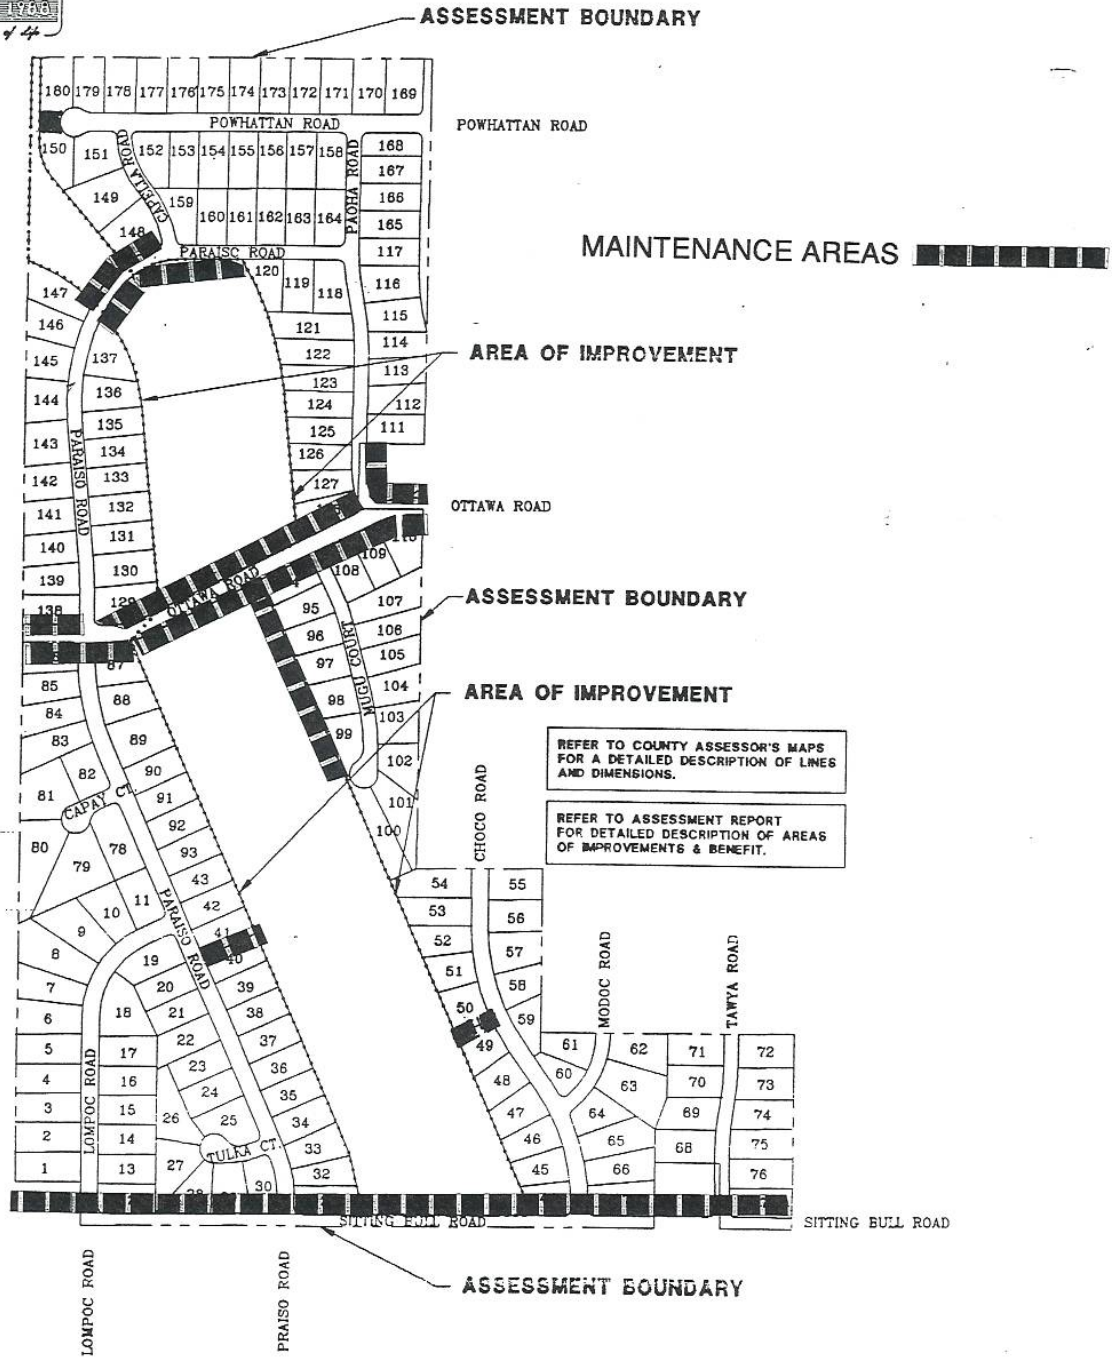 1988
ASSESSMENT BOUNDARY
180 179 178 177 176 175 174 173 172 171 170 169
POWHATTAN ROAD
POWHATTAN ROAD
150 151 152 153 154 155 156 157 158 168
CAPELLA ROAD
PAOHA ROAD
167
149 159 166
160 161 162 163 164 165
148
PARAISC ROAD
117
MAINTENANCE AREAS
147 120 119 118 116
146 121 115
145 137 122 114
AREA OF IMPROVEMENT
144 136 123 113
135 124 112
143 134 125 111
PARAISO ROAD
142 133 126
141 132 127
OTTAWA ROAD
140 131
139 130 108 109 110
138 129
OTTAWA ROAD
95 107
ASSESSMENT BOUNDARY
96 106
MUGU COURT
87 97 105
85 88 98 104
AREA OF IMPROVEMENT
84 99 103
83 89 102
82 90
81 91 101
CAPAY CT.
REFER TO COUNTY ASSESSOR'S MAPS
FOR A DETAILED DESCRIPTION OF LINES
AND DIMENSIONS.
REFER TO ASSESSMENT REPORT
FOR DETAILED DESCRIPTION OF AREAS
OF IMPROVEMENTS & BENEFIT.
CHOCO ROAD
92 100
80 79 78 93
43 54 55
11 42 53 56
10 41
PARAISO ROAD
9 52 57
8 19 40 51 58
7 20 39 50 59
MODOC ROAD
TAWYA ROAD
6 18 21 38 49
5 17 22 37 61 62 71 72
4 16 23 36 48 60 63 70 73
3 15 24 35 47 64 69 74
LOMPOC ROAD
2 14 26 25 34 46 65 68 75
TULKA CT.
1 13 27 33 45 66 76
28 30 32
SITTING BULL ROAD
SITTING BULL ROAD
LOMPOC ROAD
PRAISO ROAD
ASSESSMENT BOUNDARY